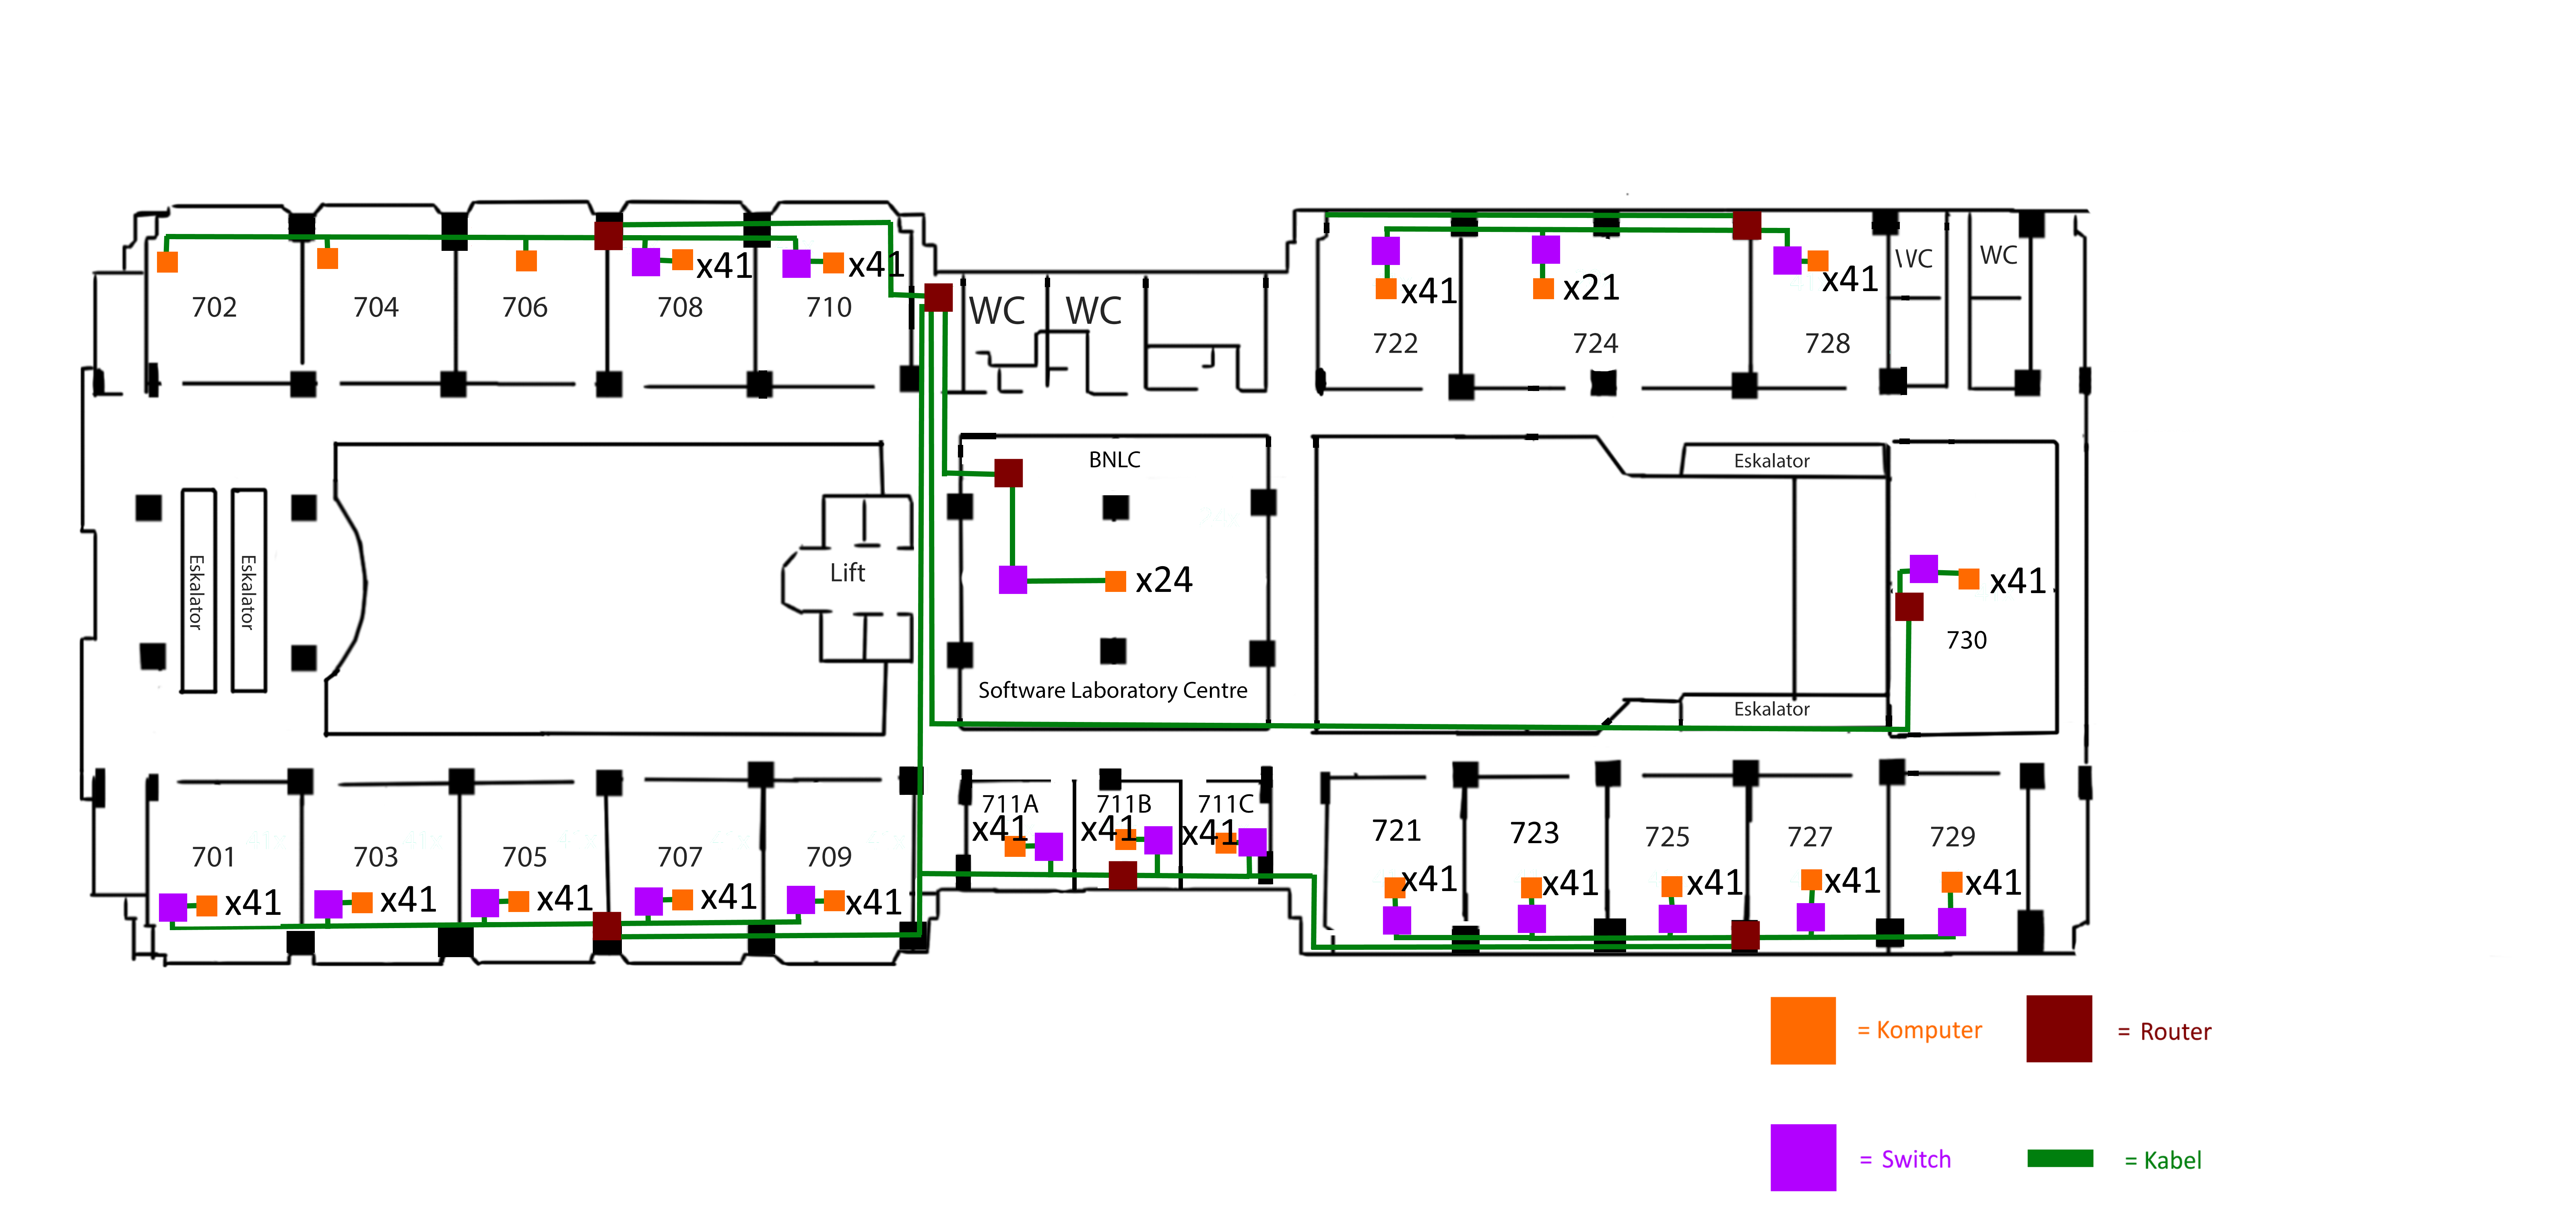 x41
x41
702
704
706
708
710
WC
WC
x41
x21
x41
722
724
728
WC
WC
BNLC
Eskalator
Eskalator
Eskalator
Lift
x24
x41
730
Software Laboratory Centre
Eskalator
701
703
705
707
709
x41
x41
x41
x41
x41
711A
711B
711C
x41
x41
x41
721
723
725
727
729
x41
x41
x41
x41
x41
= Komputer
= Router
= Switch
= Kabel